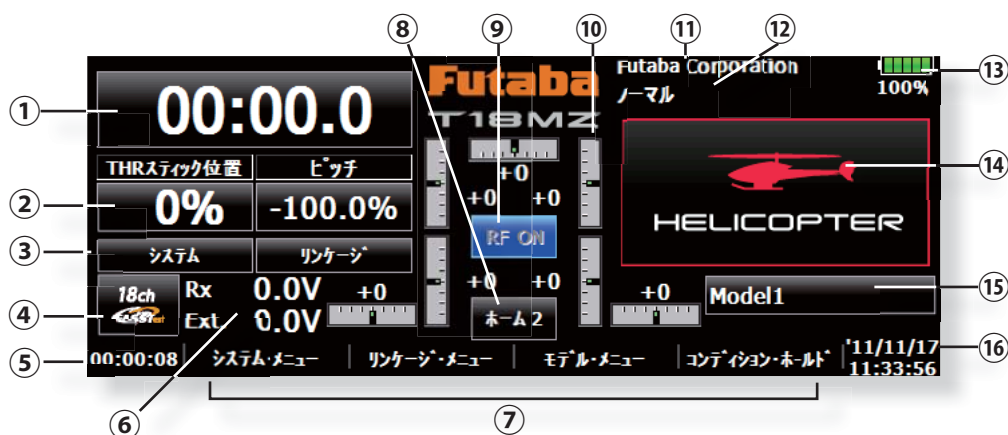 ⑧ ⑨ ⑩ ⑪ ⑫
① 00:00.0
Futaba
T18MZ
Futaba Corporation
ノーマル
100%
⑬
THRスティック位置 ピッチ
② 0% -100.0%
+0
+0 +0
RF ON
HELICOPTER
⑭
③ システム リンケージ
④ 18ch
FASSTest
Rx 0.0V
Ext. 0.0V
+0
+0 +0
ホーム2
+0
Model1
⑮
⑤ 00:00:08 システム・メニュー リンケージ・メニュー モデル・メニュー コンディション・ホールド '11/11/17
11:33:56
⑯
⑥ ⑦